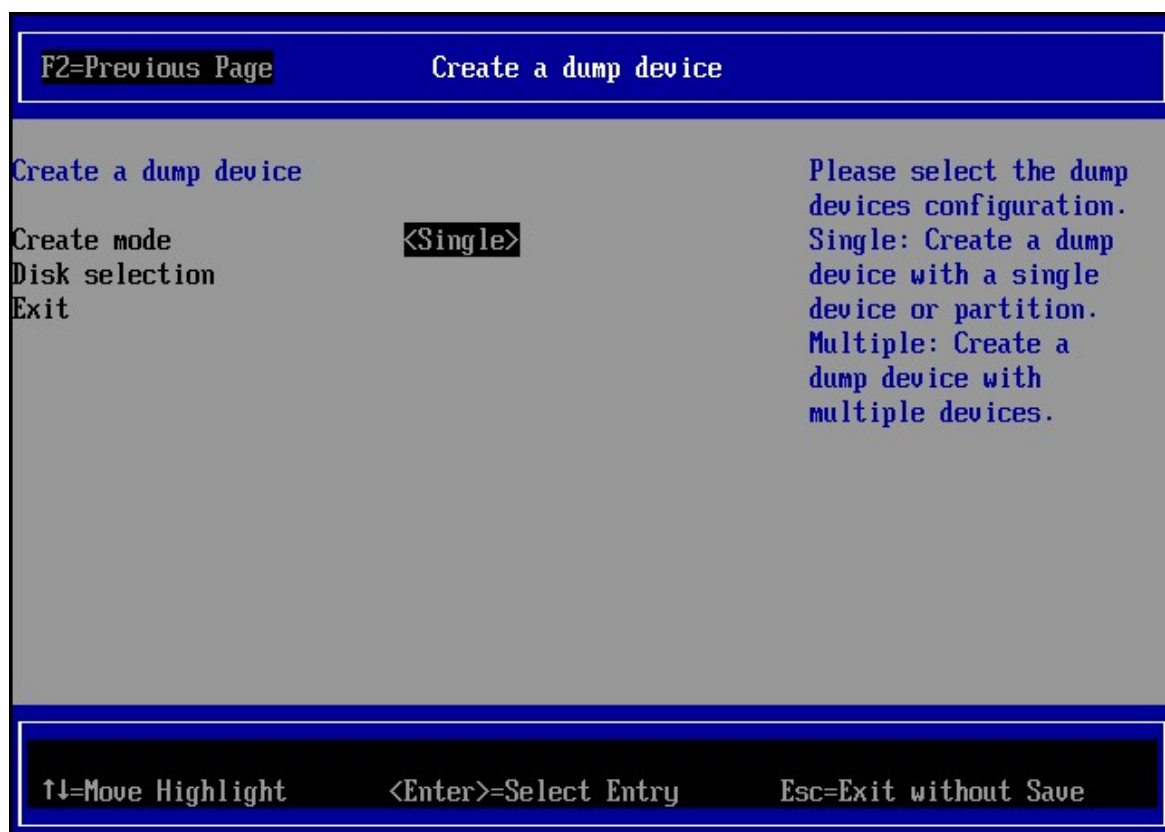 F2=Previous Page Create a dump device
Create a dump device
Create mode <Single>
Disk selection
Exit
Please select the dump
devices configuration.
Single: Create a dump
device with a single
device or partition.
Multiple: Create a
dump device with
multiple devices.
↑↓=Move Highlight <Enter>=Select Entry Esc=Exit without Save